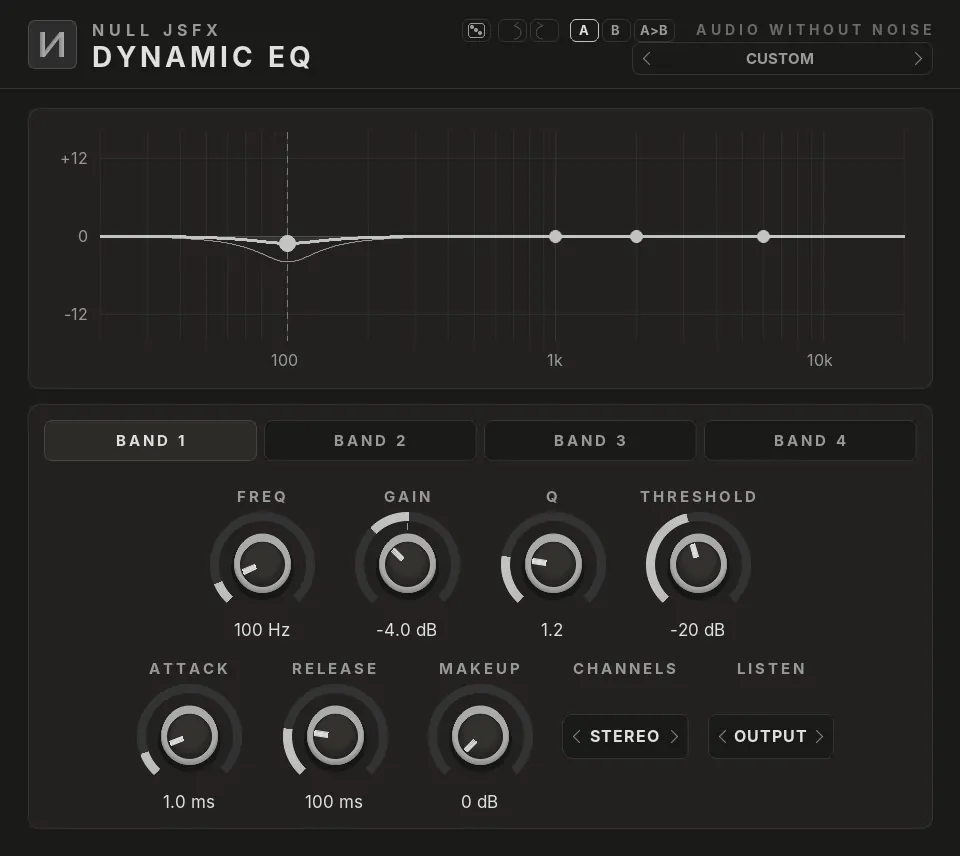 NULL JSFX
DYNAMIC EQ
A B A>B
AUDIO WITHOUT NOISE
CUSTOM
+12
0
-12
100 1k 10k
BAND 1 BAND 2 BAND 3 BAND 4
FREQ GAIN Q THRESHOLD
100 Hz -4.0 dB 1.2 -20 dB
ATTACK RELEASE MAKEUP CHANNELS LISTEN
STEREO OUTPUT
1.0 ms 100 ms 0 dB